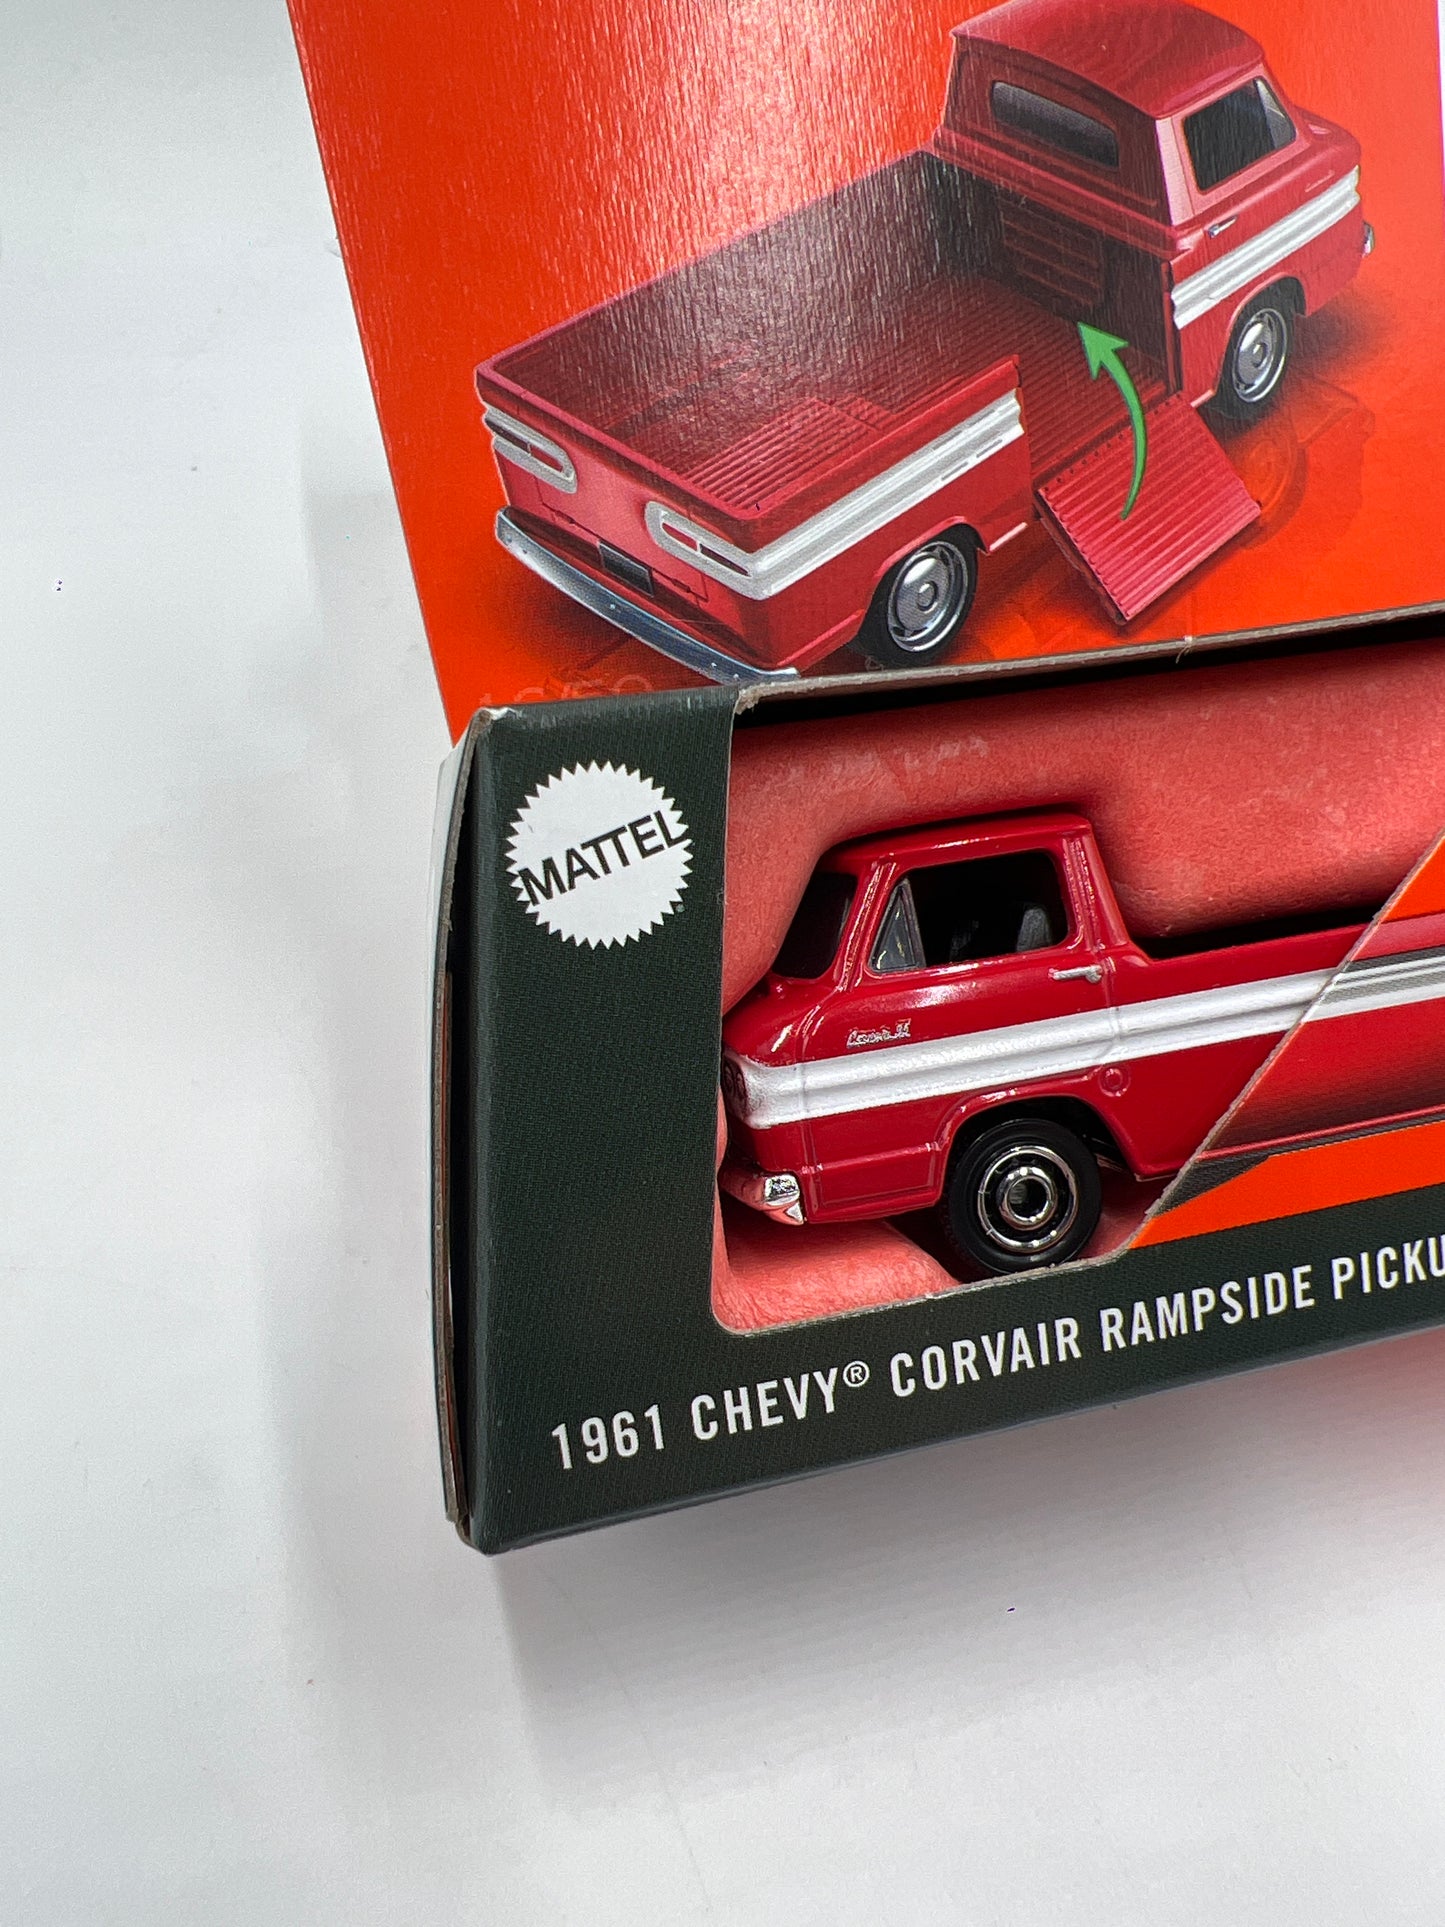 MATTEL
1961 CHEVY® CORVAIR RAMPSIDE PICKU